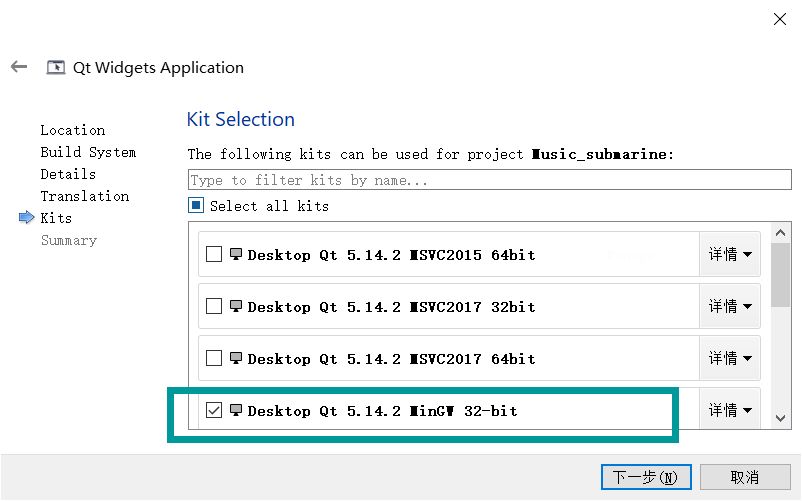 Qt Widgets Application
Location
Build System
Details
Translation
Kits
Summary
Kit Selection
The following kits can be used for project Music_submarine:
Type to filter kits by name...
Select all kits
Desktop Qt 5.14.2 MSVC2015 64bit 详情
Desktop Qt 5.14.2 MSVC2017 32bit 详情
Desktop Qt 5.14.2 MSVC2017 64bit 详情
Desktop Qt 5.14.2 MinGW 32-bit 详情
下一步(N) 取消